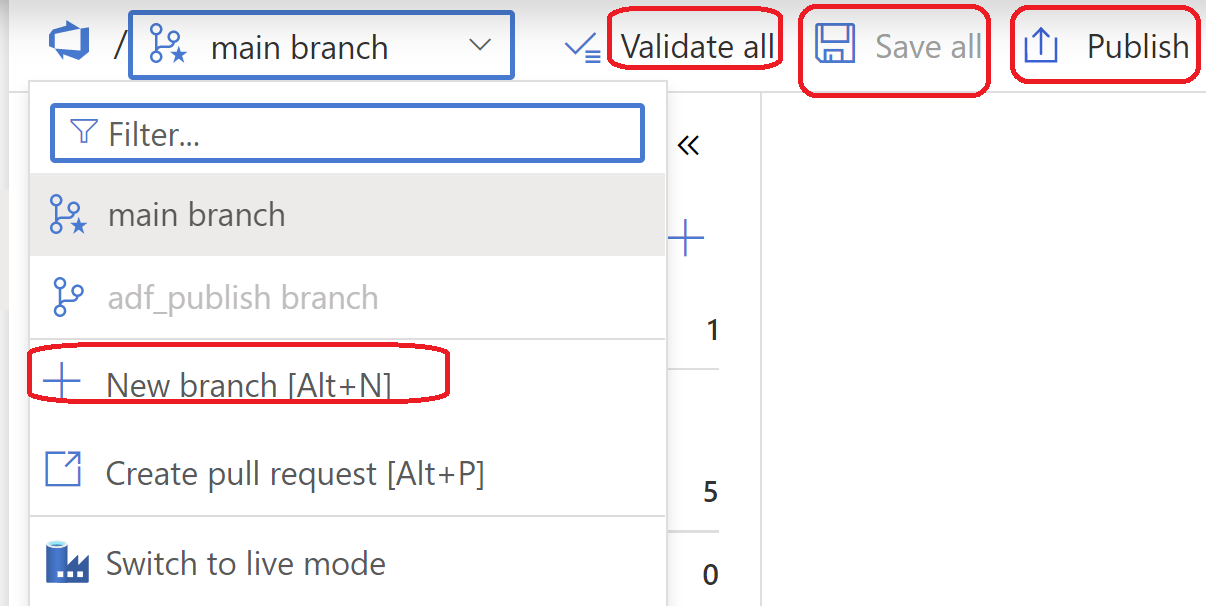 / main branch Validate all Save all Publish
Filter...
main branch
adf_publish branch
1
New branch [Alt+N]
Create pull request [Alt+P]
5
Switch to live mode
0